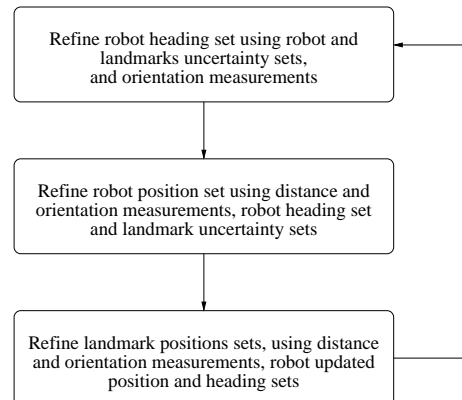 Refine robot heading set using robot and
landmarks uncertainty sets,
and orientation measurements
Refine robot position set using distance and
orientation measurements, robot heading set
and landmark uncertainty sets
Refine landmark positions sets, using distance
and orientation measurements, robot updated
position and heading sets